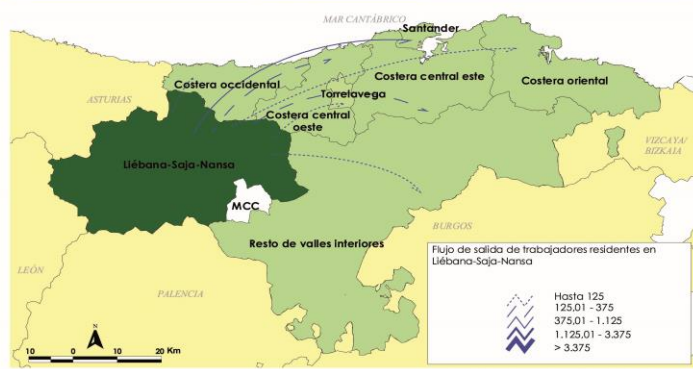 MAR CANTÁBRICO
Santander
Costera occidental
Costera central este
Costera oriental
ASTURIAS
Torrelavega
Costera central
oeste
VIZCAYA/
BIZKAIA
Liébana-Saja-Nansa
MCC
BURGOS
Resto de valles interiores
LEÓN
PALENCIA
Flujo de salida de trabajadores residentes en
Liébana-Saja-Nansa
Hasta 125
125,01 - 375
375,01 - 1.125
1.125,01 - 3.375
> 3.375
N
10 0 10 20 Km